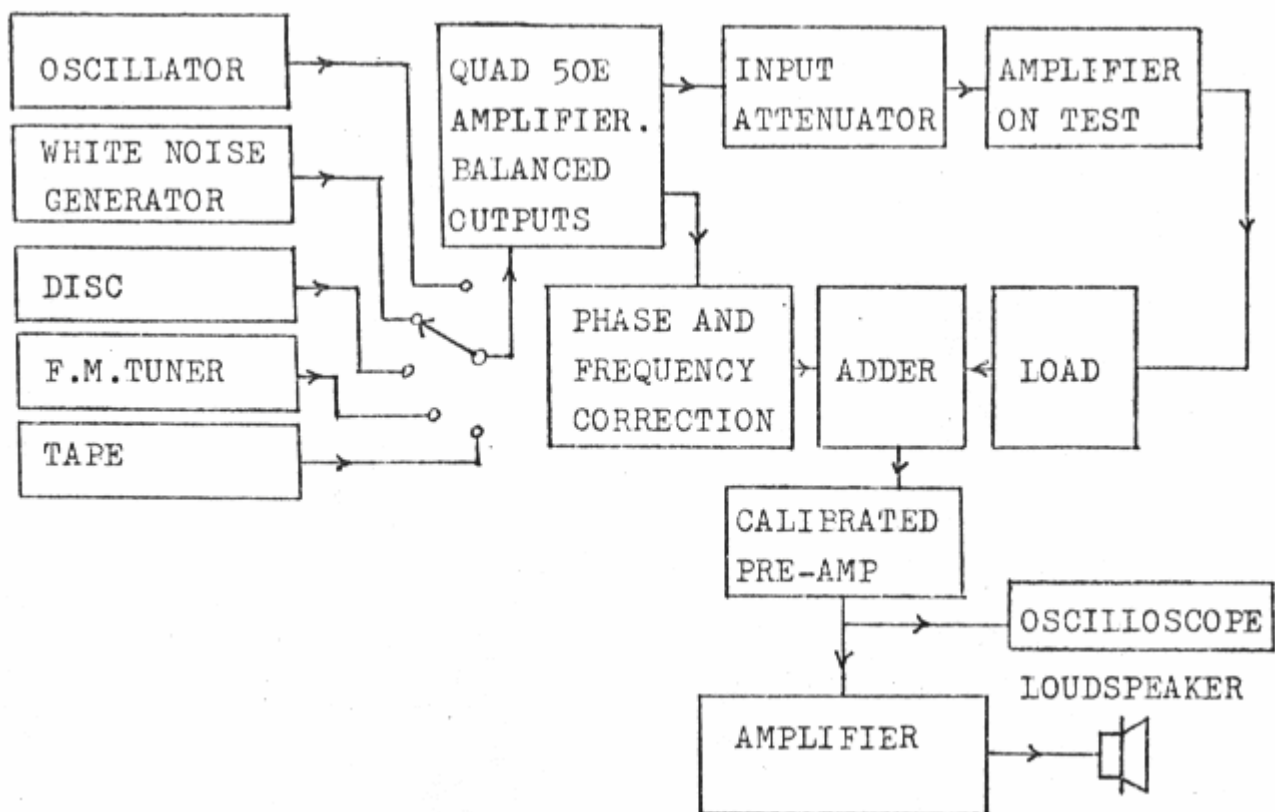 OSCILLATOR
WHITE NOISE
GENERATOR
DISC
F.M.TUNER
TAPE
QUAD 50E
AMPLIFIER.
BALANCED
CUTPUTS
INPUT
ATTENUATOR
AMPLIFIER
ON TEST
PHASE AND
FREQUENCY
CORRECTION
ADDER
LOAD
CALIBRATED
PRE-AMP
OSCILLOSCOPE
LOUDSPEAKER
AMPLIFIER